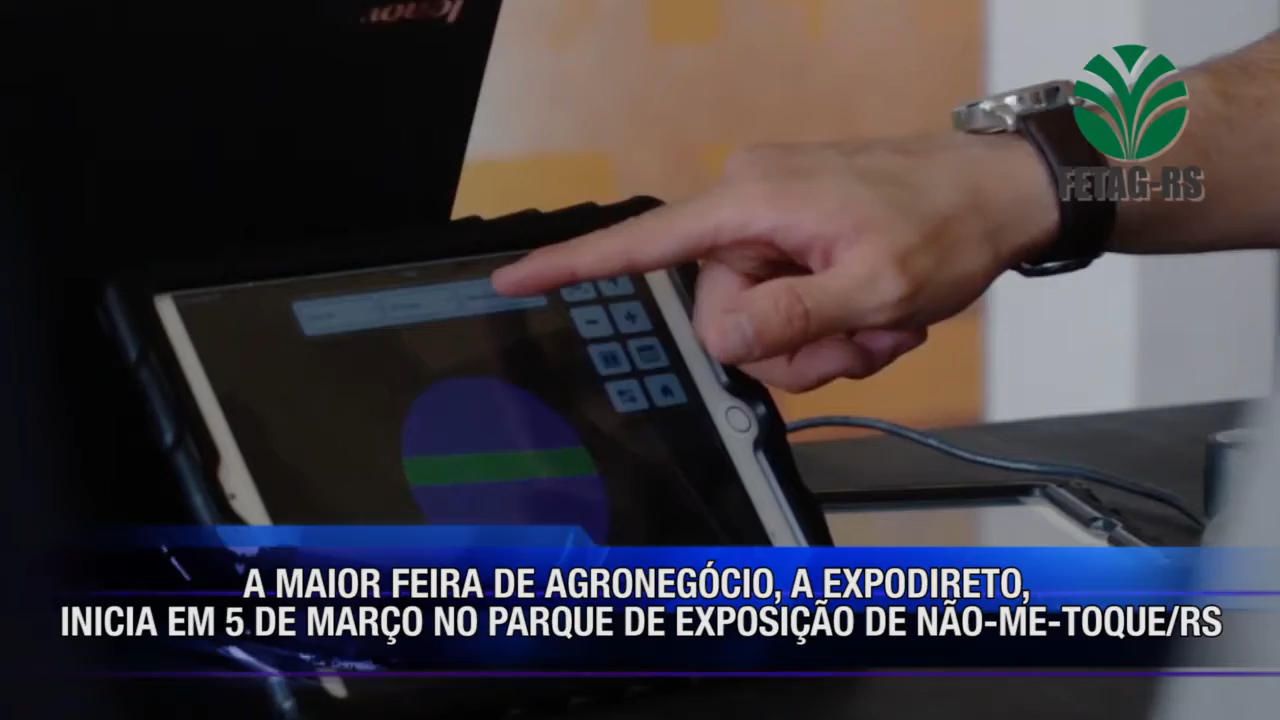 lenovo
FETAG-RS
A MAIOR FEIRA DE AGRONEGÓCIO, A EXPODIRETO,
INICIA EM 5 DE MARÇO NO PARQUE DE EXPOSIÇÃO DE NÃO-ME-TOQUE/RS